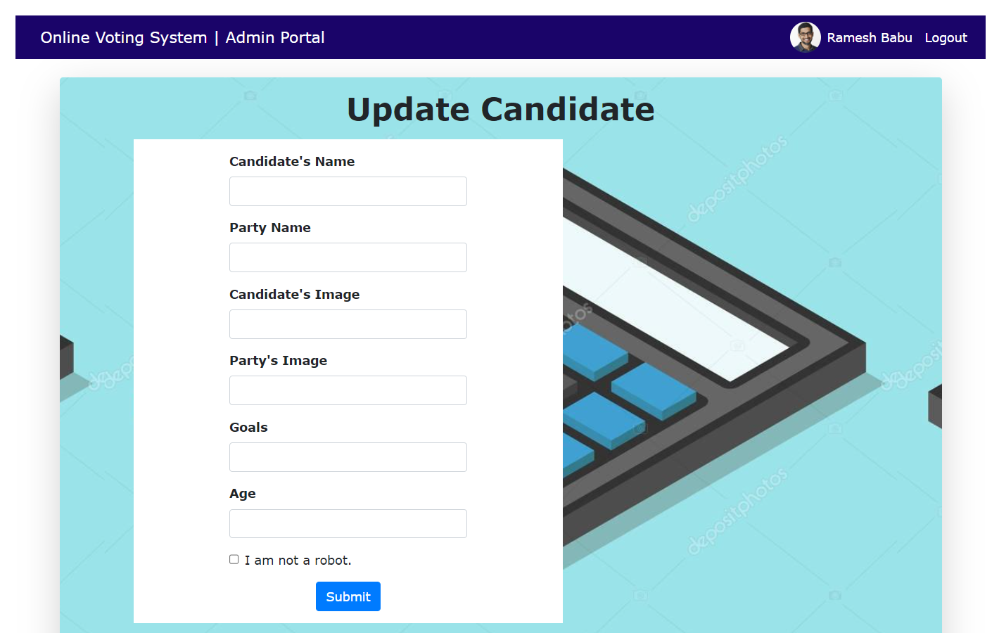 Online Voting System | Admin Portal
Ramesh Babu Logout
Update Candidate
Candidate's Name
Party Name
Candidate's Image
Party's Image
Goals
Age
I am not a robot.
Submit
depositphotos
depositphotos